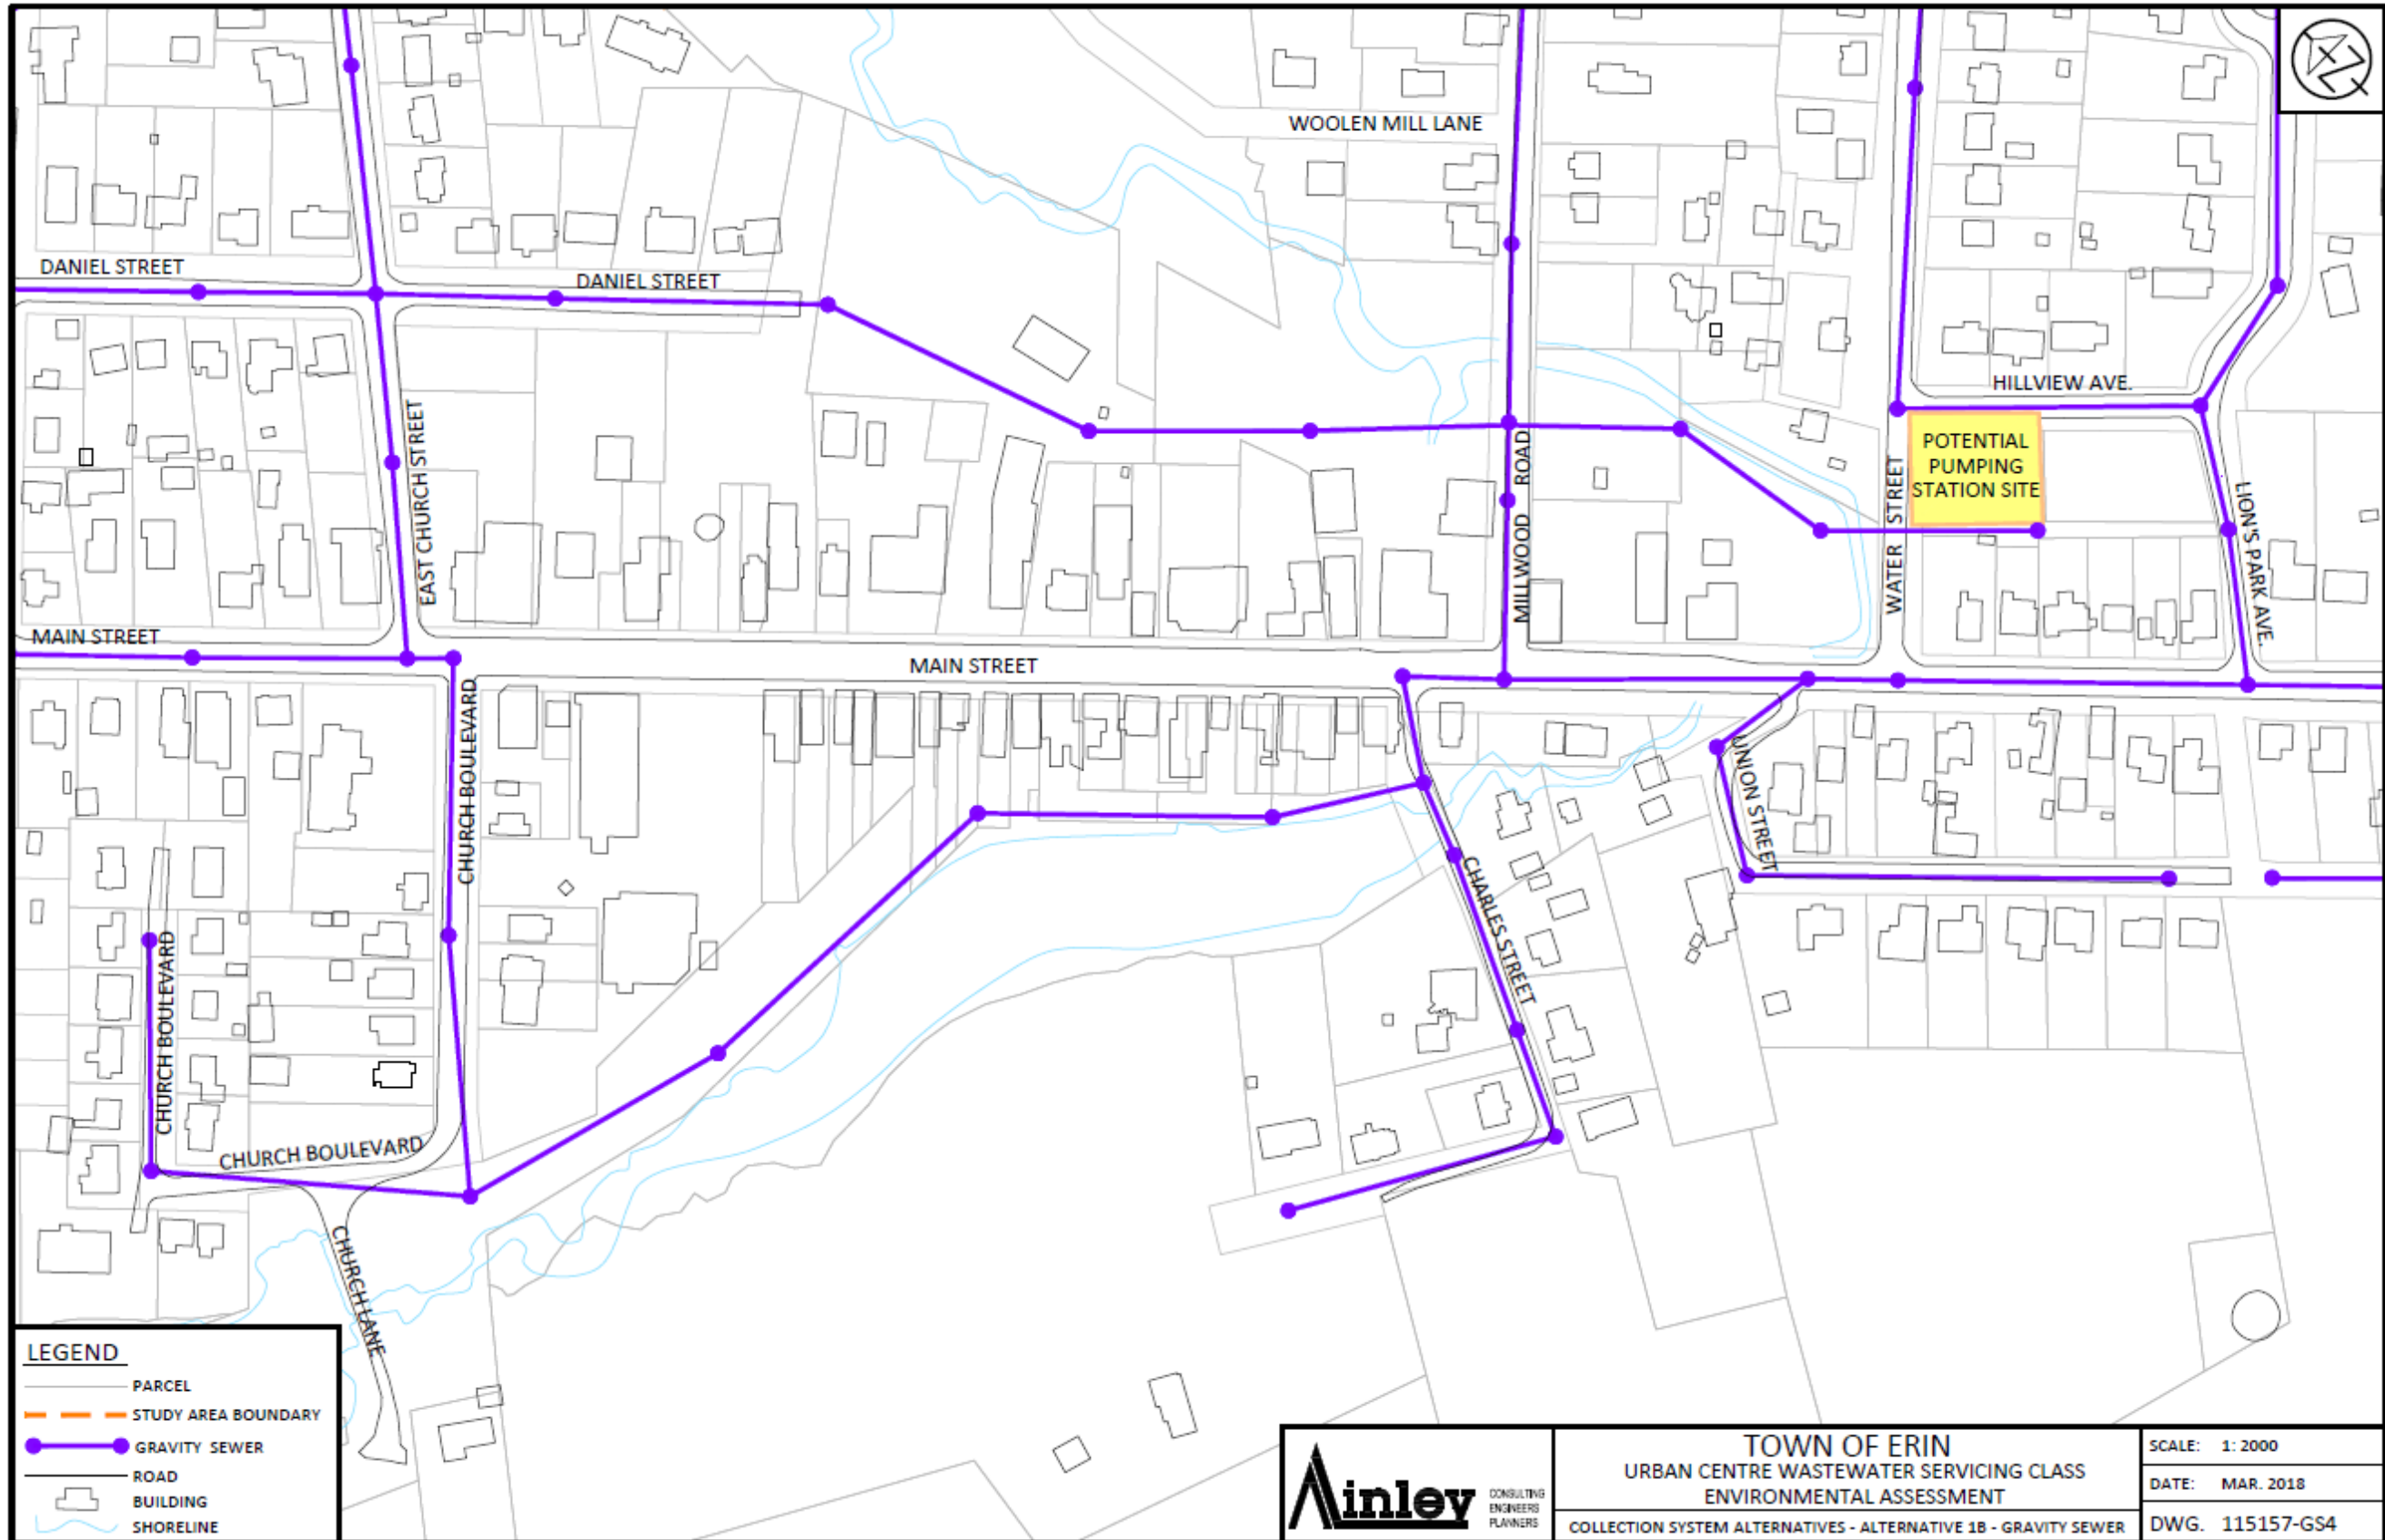 WOOLEN MILL LANE
DANIEL STREET
DANIEL STREET
HILLVIEW AVE.
EAST CHURCH STREET
MILLWOOD ROAD
WATER STREET
POTENTIAL
PUMPING
STATION SITE
LION'S PARK AVE.
MAIN STREET
MAIN STREET
CHURCH BOULEVARD
UNION STREET
CHARLES STREET
CHURCH BOULEVARD
CHURCH BOULEVARD
CHURCH LANE
LEGEND
PARCEL
STUDY AREA BOUNDARY
GRAVITY SEWER
ROAD
BUILDING
SHORELINE
Ainley
CONSULTING
ENGINEERS
PLANNERS
TOWN OF ERIN
URBAN CENTRE WASTEWATER SERVICING CLASS
ENVIRONMENTAL ASSESSMENT
COLLECTION SYSTEM ALTERNATIVES - ALTERNATIVE 1B - GRAVITY SEWER
SCALE: 1: 2000
DATE: MAR. 2018
DWG. 115157-GS4